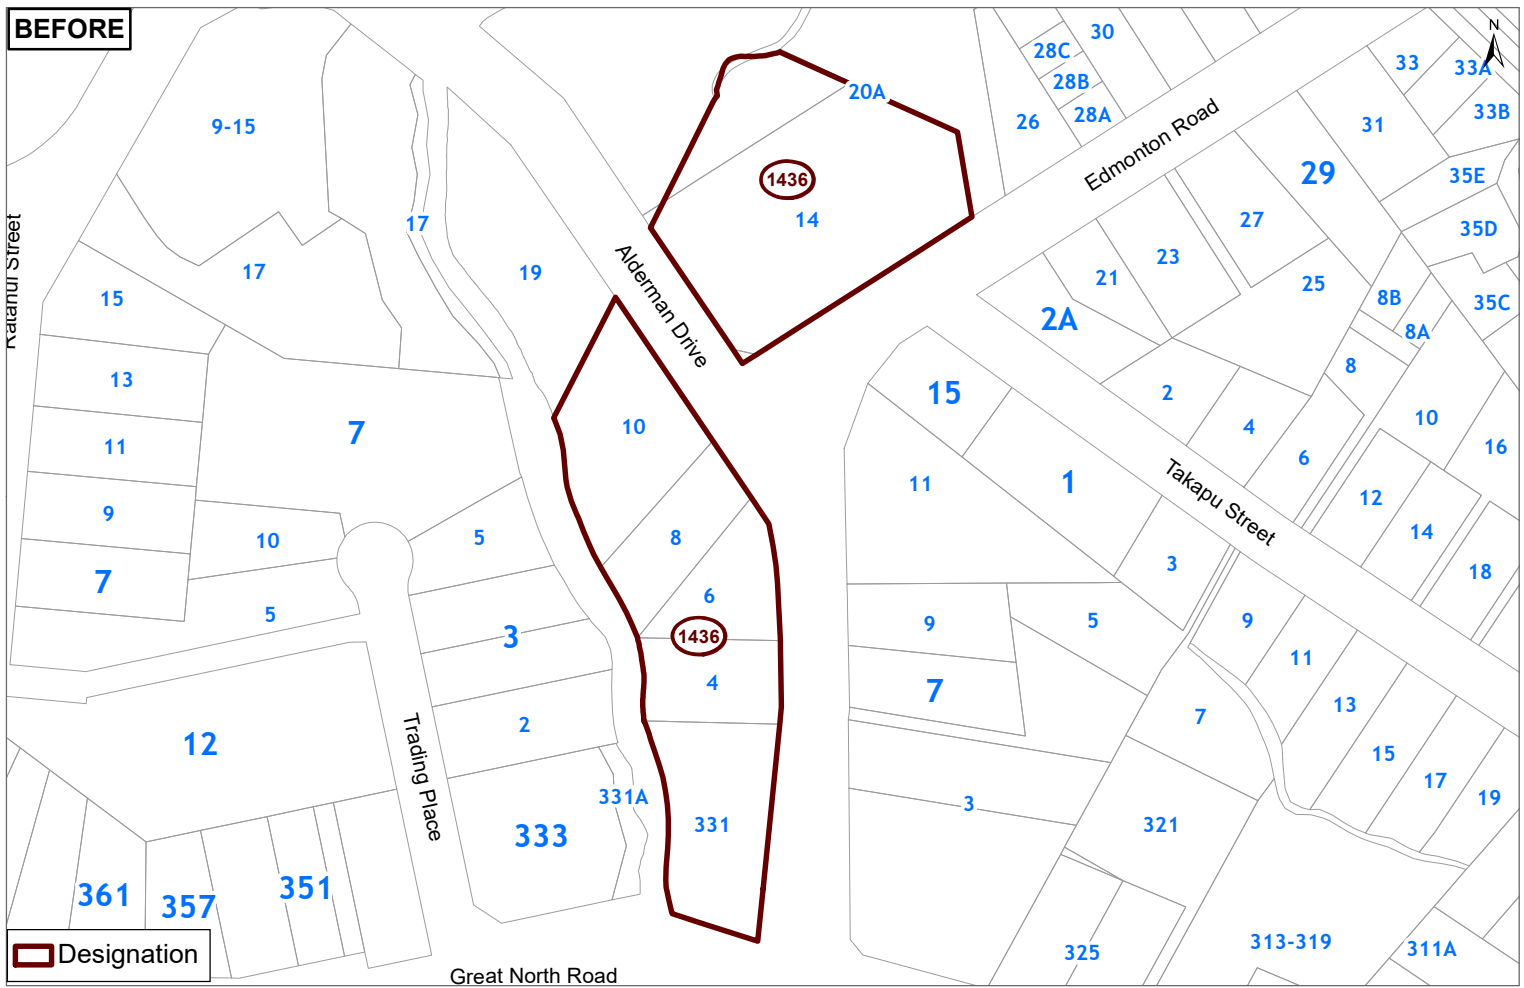 BEFORE
N
30
28C
33
33A
28B
20A
28A
33B
26
31
9-15
Edmonton Road
29
35E
1436
27
35D
14
17
23
17
19
21
25
8B
35C
15
2A
8A
Alderman Drive
Ratanui Street
8
13
15
2
10
10
4
7
11
16
6
11
1
12
Takapu Street
9
14
10
8
5
3
18
7
6
5
9
5
9
3
1436
11
4
7
13
7
2
12
15
Trading Place
17
331A
19
3
331
321
333
351
361
357
313-319
311A
325
Designation
Great North Road